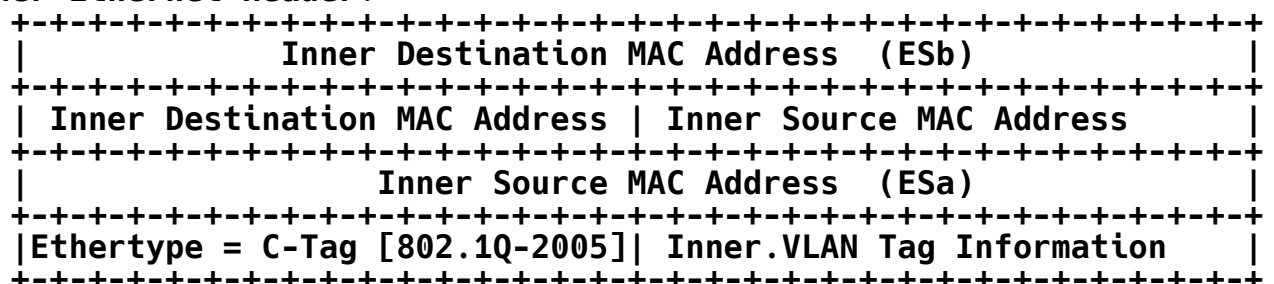 +-+-+-+-+-+-+-+-+-+-+-+-+-+-+-+-+-+-+-+-+-+-+-+-+-+-+-+-+-+-+-+-+-+-+-+-+-+-+-+
|                Inner Destination MAC Address  (ESb)                 |
+-+-+-+-+-+-+-+-+-+-+-+-+-+-+-+-+-+-+-+-+-+-+-+-+-+-+-+-+-+-+-+-+-+-+-+-+-+-+-+
| Inner Destination MAC Address | Inner Source MAC Address       |
+-+-+-+-+-+-+-+-+-+-+-+-+-+-+-+-+-+-+-+-+-+-+-+-+-+-+-+-+-+-+-+-+-+-+-+-+-+-+-+
|                      Inner Source MAC Address  (ESa)                 |
+-+-+-+-+-+-+-+-+-+-+-+-+-+-+-+-+-+-+-+-+-+-+-+-+-+-+-+-+-+-+-+-+-+-+-+-+-+-+-+
|Ethertype = C-Tag [802.1Q-2005]| Inner.VLAN Tag Information     |
+-+-+-+-+-+-+-+-+-+-+-+-+-+-+-+-+-+-+-+-+-+-+-+-+-+-+-+-+-+-+-+-+-+-+-+-+-+-+-+